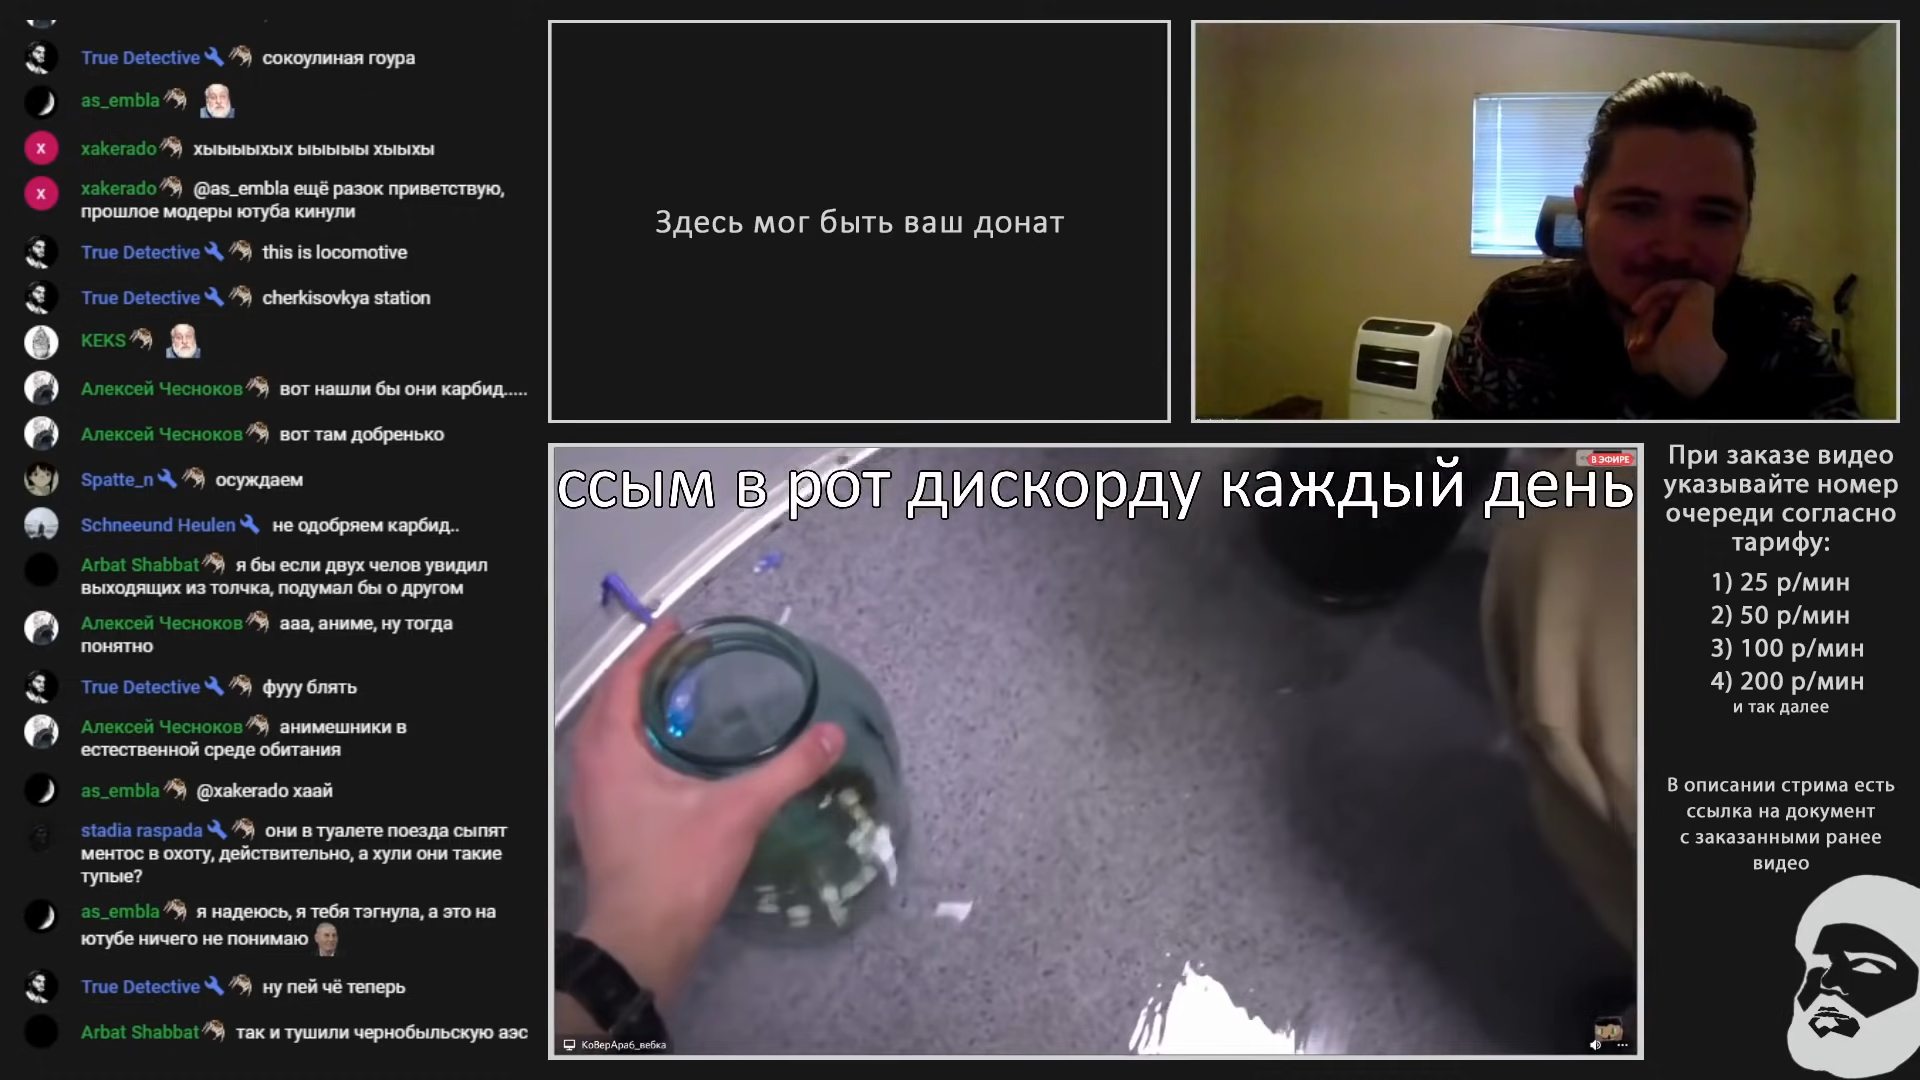 True Detective сокоулиная гоура
as_embla
X
xakerado хыыыыхых ыыыыы хыыхы
X
xakerado @as_embla ещё разок приветствую,
прошлое модеры ютуба кинули
True Detective this is locomotive
True Detective cherkisovkya station
KEKS
Алексей Чесноков вот нашли бы они карбид.....
Алексей Чесноков вот там добренько
Spatte_n осуждаем
Schneeund Heulen не одобряем карбид..
Arbat Shabbat я бы если двух челов увидил
выходящих из толчка, подумал бы о другом
Алексей Чесноков ааа, аниме, ну тогда
понятно
True Detective фууу блять
Алексей Чесноков анимешники в
естественной среде обитания
as_embla @xakerado хаай
stadia raspada они в туалете поезда сыпят
ментос в охоту, действительно, а хули они такие
тупые?
as_embla я надеюсь, я тебя тэгнула, а это на
ютубе ничего не понимаю
True Detective ну пей чё теперь
Arbat Shabbat так и тушили чернобыльскую аэс
Здесь мог быть ваш донат
В ЭФИРЕ
ссым в рот дискорду каждый день
КоВерАраб_вебка
При заказе видео
указывайте номер
очереди согласно
тарифу:
1) 25 р/мин
2) 50 р/мин
3) 100 р/мин
4) 200 р/мин
и так далее
В описании стрима есть
ссылка на документ
с заказанными ранее
видео